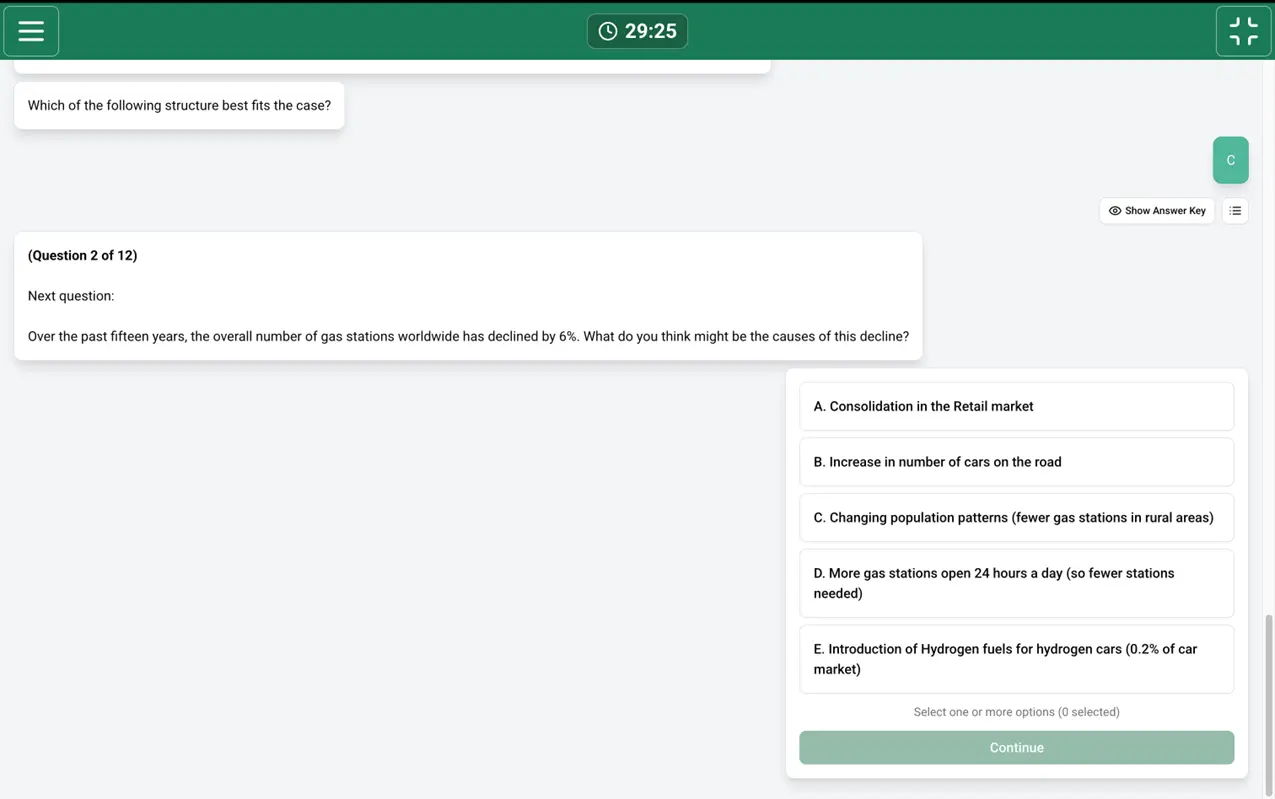 29:25
Which of the following structure best fits the case?
C
Show Answer Key
(Question 2 of 12)
Next question:
Over the past fifteen years, the overall number of gas stations worldwide has declined by 6%. What do you think might be the causes of this decline?
A. Consolidation in the Retail market
B. Increase in number of cars on the road
C. Changing population patterns (fewer gas stations in rural areas)
D. More gas stations open 24 hours a day (so fewer stations
needed)
E. Introduction of Hydrogen fuels for hydrogen cars (0.2% of car
market)
Select one or more options (0 selected)
Continue